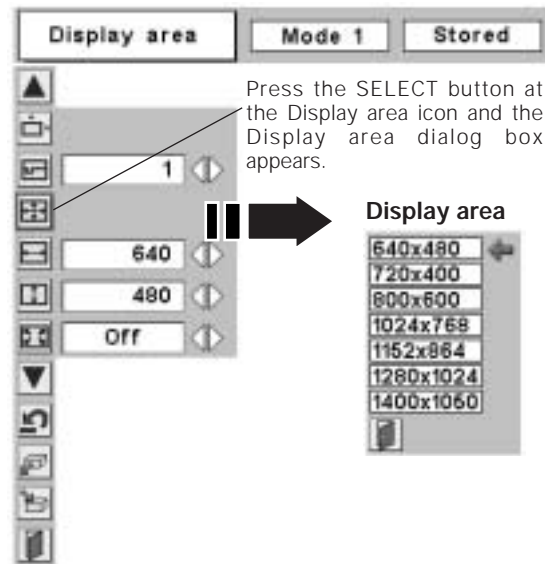 Display area
Mode 1
Stored
Press the SELECT button at
the Display area icon and the
Display area dialog box
appears.
1
640
480
Off
Display area
640x480
720x400
800x600
1024x768
1152x864
1280x1024
1400x1050